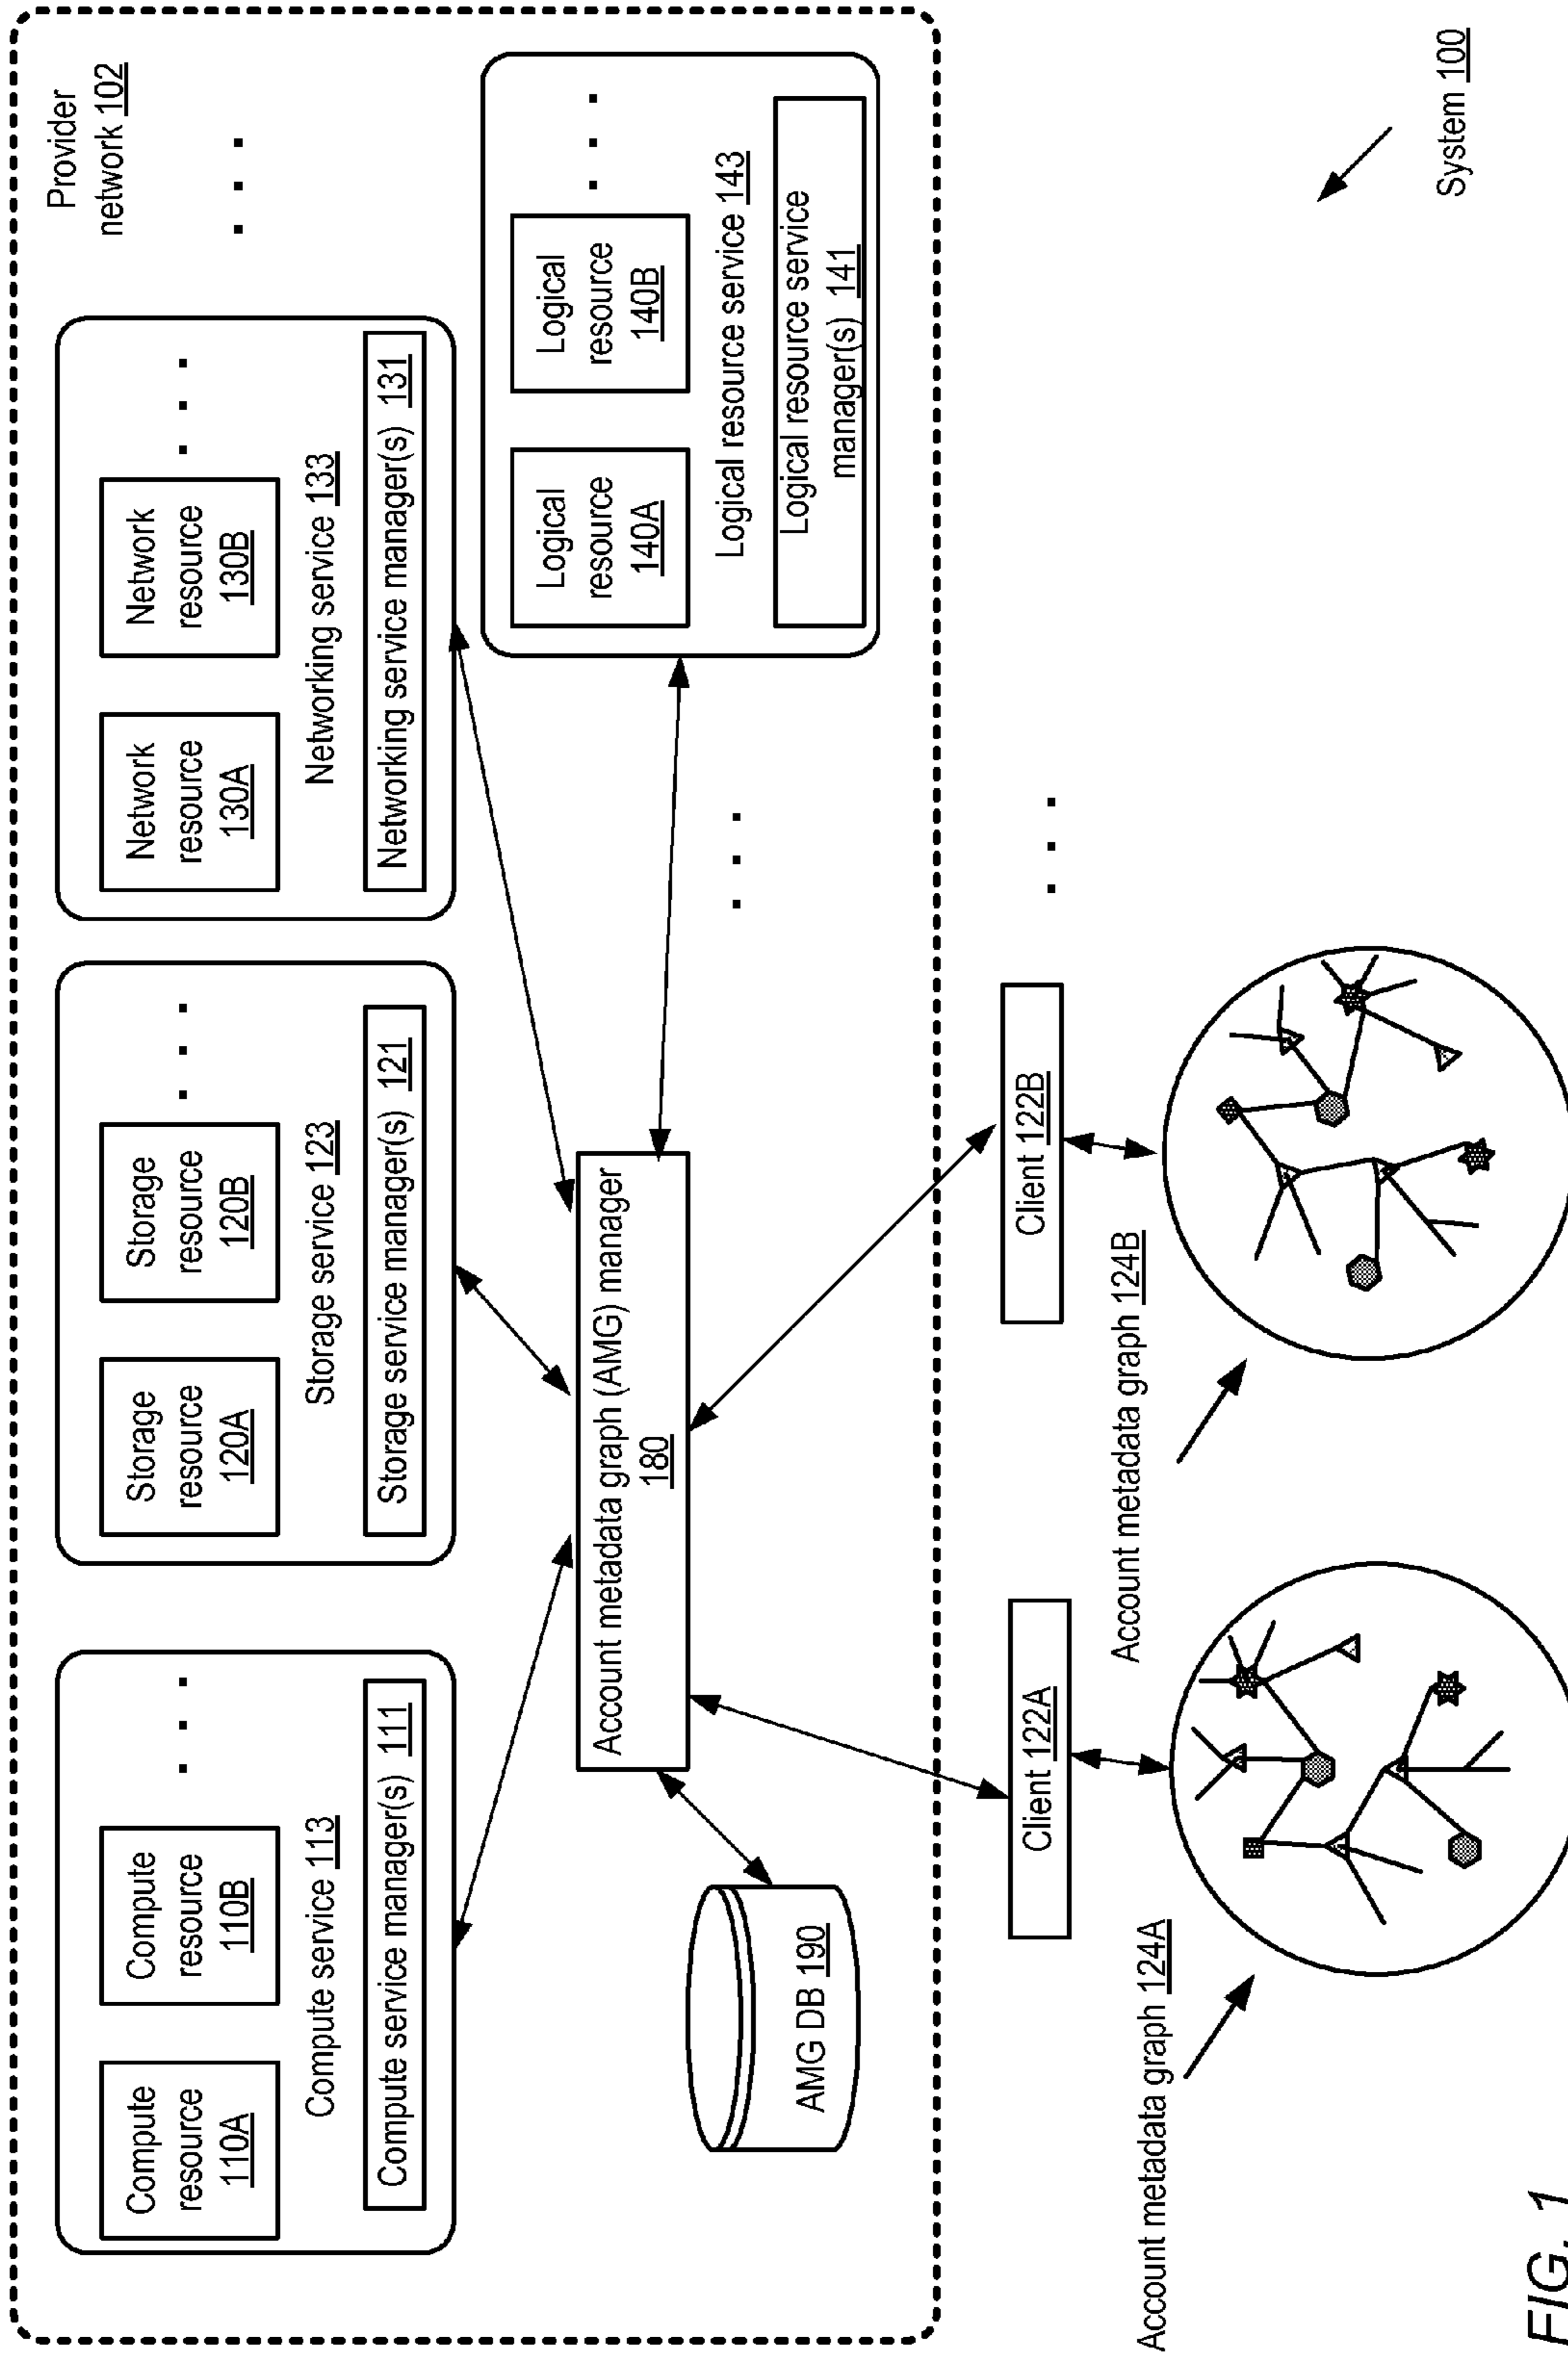 Provider
network 102
Compute
resource
110A
Compute
resource
110B
Compute service 113
Compute service manager(s) 111
Storage
resource
120A
Storage
resource
120B
Storage service 123
Storage service manager(s) 121
Network
resource
130A
Network
resource
130B
Networking service 133
Networking service manager(s) 131
Logical
resource
140A
Logical
resource
140B
Logical resource service 143
Logical resource service
manager(s) 141
Account metadata graph (AMG) manager
180
AMG DB 190
Client 122A
Client 122B
Account metadata graph 124A
Account metadata graph 124B
System 100
FIG. 1